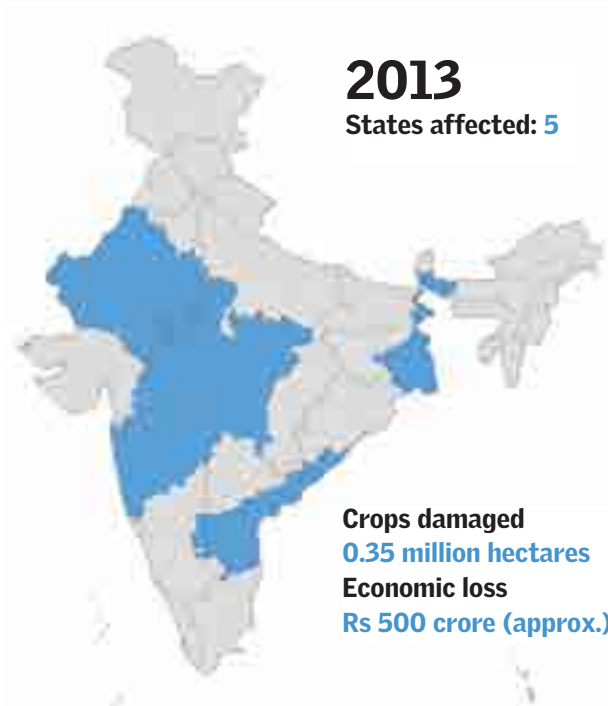 2013
States affected: 5
Crops damaged
0.35 million hectares
Economic loss
Rs 500 crore (approx.)